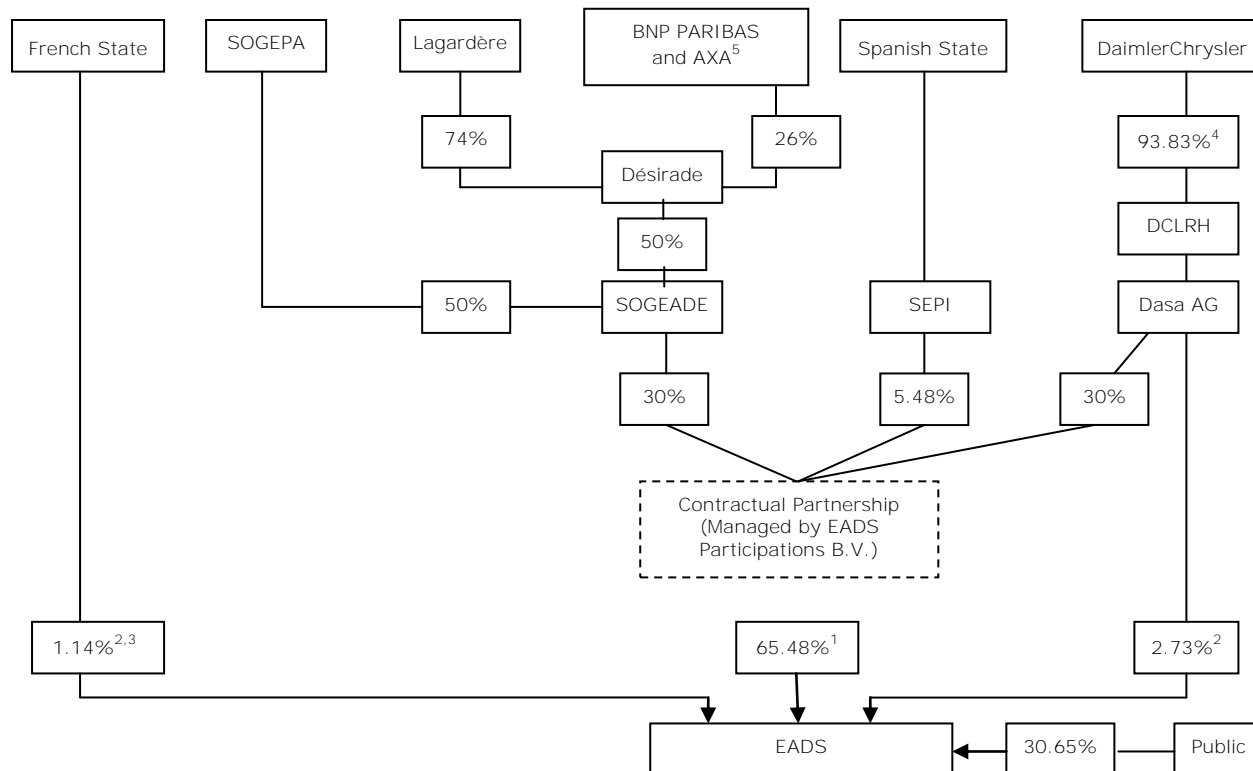 French State
SOGEPA
Lagardère
BNP PARIBAS
and AXA5
Spanish State
DaimlerChrysler
74%
26%
93.83%4
Désirade
DCLRH
50%
50%
SOGEADE
SEPI
Dasa AG
30%
5.48%
30%
Contractual Partnership
(Managed by EADS
Participations B.V.)
1.14%2,3
65.48%1
2.73%2
EADS
30.65%
Public